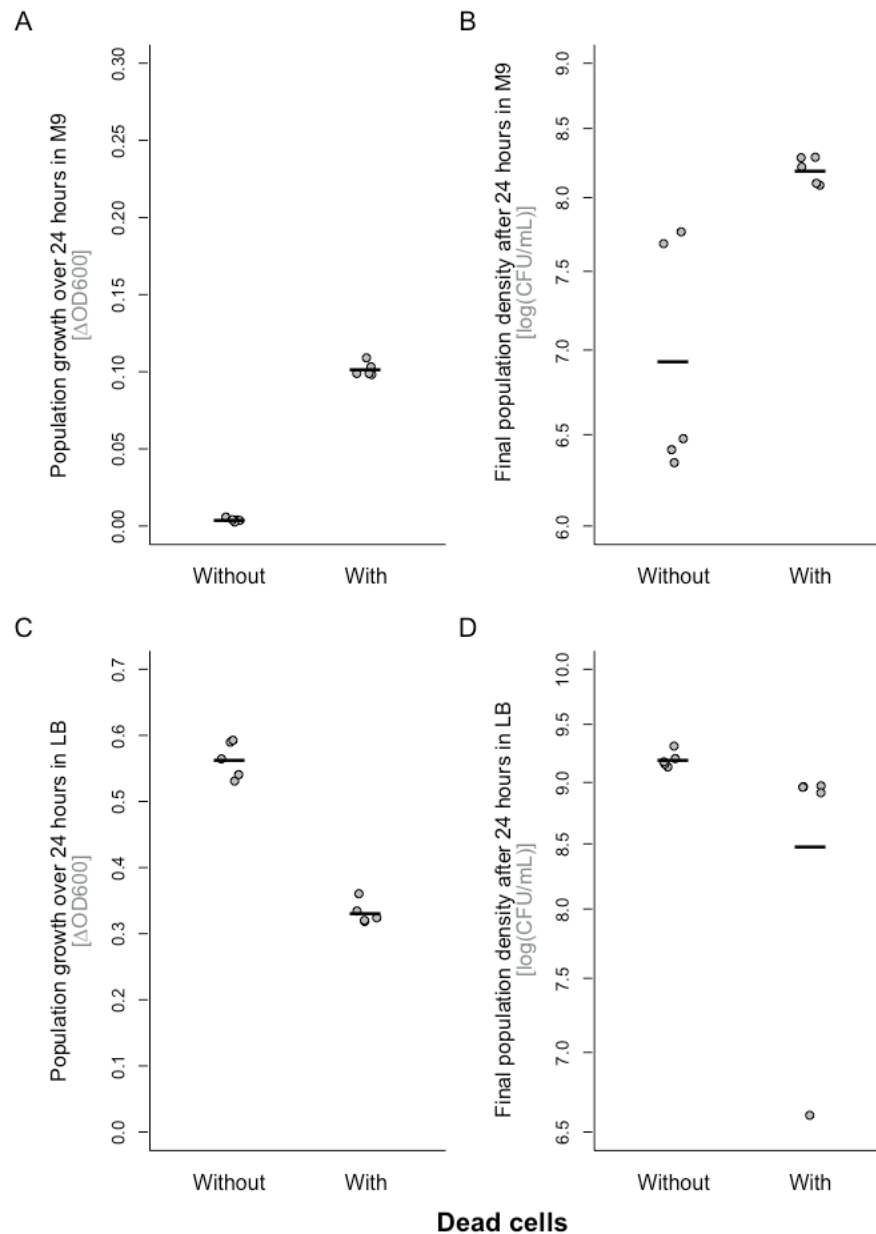 A
Population growth over 24 hours in M9
[ΔOD600]
0.30
0.25
0.20
0.15
0.10
0.05
0.00
Without
With
B
Final population density after 24 hours in M9
[log(CFU/mL)]
9.0
8.5
8.0
7.5
7.0
6.5
6.0
Without
With
C
Population growth over 24 hours in LB
[ΔOD600]
0.7
0.6
0.5
0.4
0.3
0.2
0.1
0.0
Without
With
D
Final population density after 24 hours in LB
[log(CFU/mL)]
10.0
9.5
9.0
8.5
8.0
7.5
7.0
6.5
Without
With
Dead cells